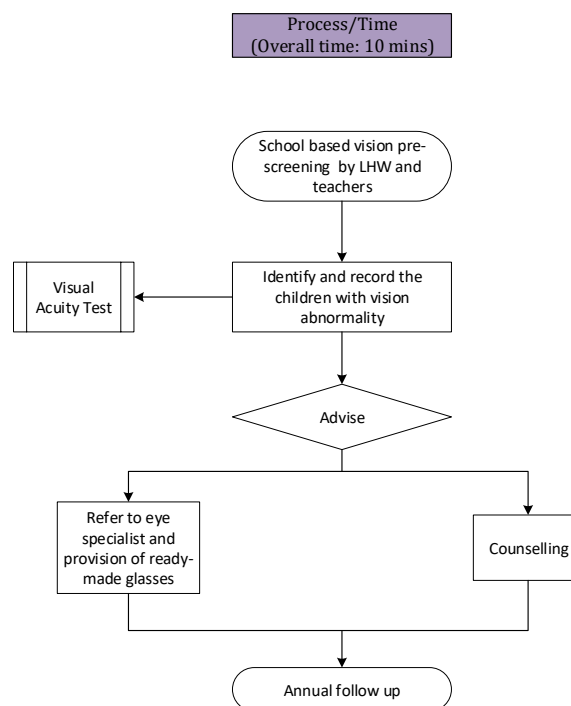 Process/Time
(Overall time: 10 mins)
School based vision pre-
screening by LHW and
teachers
Visual
Acuity Test
Identify and record the
children with vision
abnormality
Advise
Refer to eye
specialist and
provision of ready-
made glasses
Counselling
Annual follow up